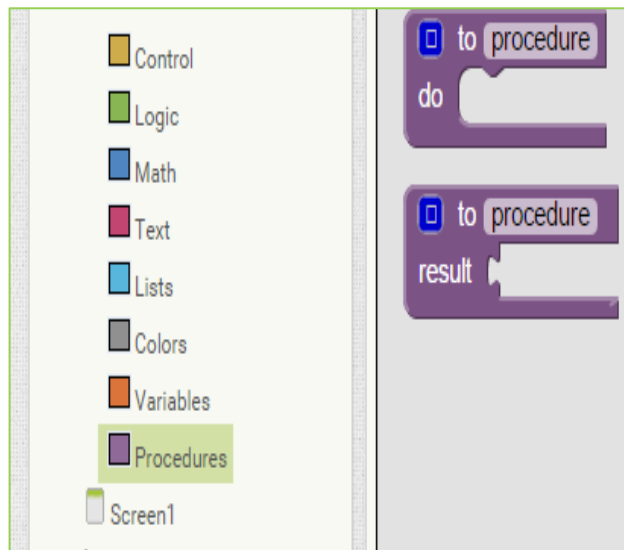 Control
Logic
Math
Text
Lists
Colors
Variables
Procedures
Screen1
to procedure
do
to procedure
result